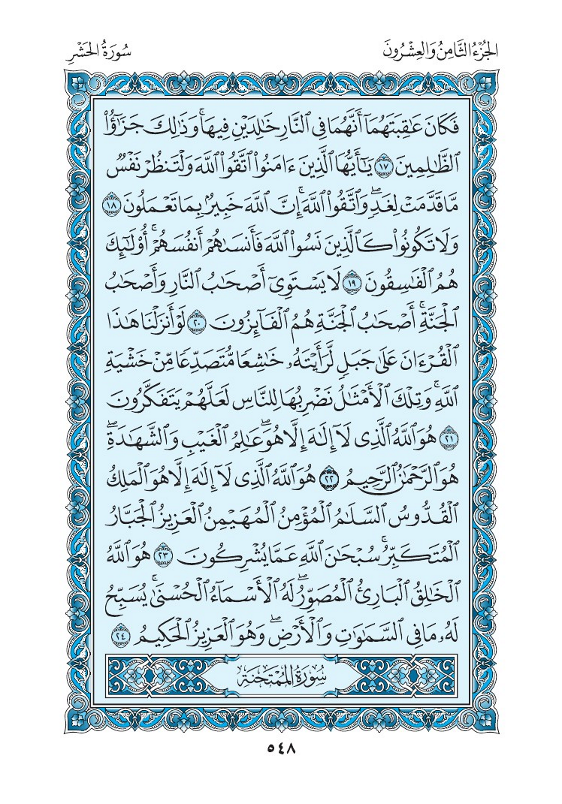 الجُزْءُ الثَّامِنُ وَالعِشْرُونَ
سُورَةُ الحَشْرِ
فَكَانَ عَٰقِبَتَهُمَآ أَنَّهُمَا فِى ٱلنَّارِ خَٰلِدَيْنِ فِيهَا ۚ وَذَٰلِكَ جَزَٰٓؤُا۟
ٱلظَّٰلِمِينَ ١٧ يَٰٓأَيُّهَا ٱلَّذِينَ ءَامَنُوا۟ ٱتَّقُوا۟ ٱللَّهَ وَلْتَنظُرْ نَفْسٌ
مَّا قَدَّمَتْ لِغَدٍ ۖ وَٱتَّقُوا۟ ٱللَّهَ ۚ إِنَّ ٱللَّهَ خَبِيرٌۢ بِمَا تَعْمَلُونَ ١٨
وَلَا تَكُونُوا۟ كَٱلَّذِينَ نَسُوا۟ ٱللَّهَ فَأَنسَىٰهُمْ أَنفُسَهُمْ ۚ أُو۟لَٰٓئِكَ
هُمُ ٱلْفَٰسِقُونَ ١٩ لَا يَسْتَوِىٓ أَصْحَٰبُ ٱلنَّارِ وَأَصْحَٰبُ
ٱلْجَنَّةِ ۚ أَصْحَٰبُ ٱلْجَنَّةِ هُمُ ٱلْفَآئِزُونَ ٢٠ لَوْ أَنزَلْنَا هَٰذَا
ٱلْقُرْءَانَ عَلَىٰ جَبَلٍ لَّرَأَيْتَهُۥ خَٰشِعًا مُّتَصَدِّعًا مِّنْ خَشْيَةِ
ٱللَّهِ ۚ وَتِلْكَ ٱلْأَمْثَٰلُ نَضْرِبُهَا لِلنَّاسِ لَعَلَّهُمْ يَتَفَكَّرُونَ
٢١ هُوَ ٱللَّهُ ٱلَّذِى لَآ إِلَٰهَ إِلَّا هُوَ ۖ عَٰلِمُ ٱلْغَيْبِ وَٱلشَّهَٰدَةِ ۖ
هُوَ ٱلرَّحْمَٰنُ ٱلرَّحِيمُ ٢٢ هُوَ ٱللَّهُ ٱلَّذِى لَآ إِلَٰهَ إِلَّا هُوَ ٱلْمَلِكُ
ٱلْقُدُّوسُ ٱلسَّلَٰمُ ٱلْمُؤْمِنُ ٱلْمُهَيْمِنُ ٱلْعَزِيزُ ٱلْجَبَّارُ
ٱلْمُتَكَبِّرُ ۚ سُبْحَٰنَ ٱللَّهِ عَمَّا يُشْرِكُونَ ٢٣ هُوَ ٱللَّهُ
ٱلْخَٰلِقُ ٱلْبَارِئُ ٱلْمُصَوِّرُ ۖ لَهُ ٱلْأَسْمَآءُ ٱلْحُسْنَىٰ ۚ يُسَبِّحُ
لَهُۥ مَا فِى ٱلسَّمَٰوَٰتِ وَٱلْأَرْضِ ۖ وَهُوَ ٱلْعَزِيزُ ٱلْحَكِيمُ ٢٤
سُورَةُ المُمْتَحنَةِ
٥٤٨